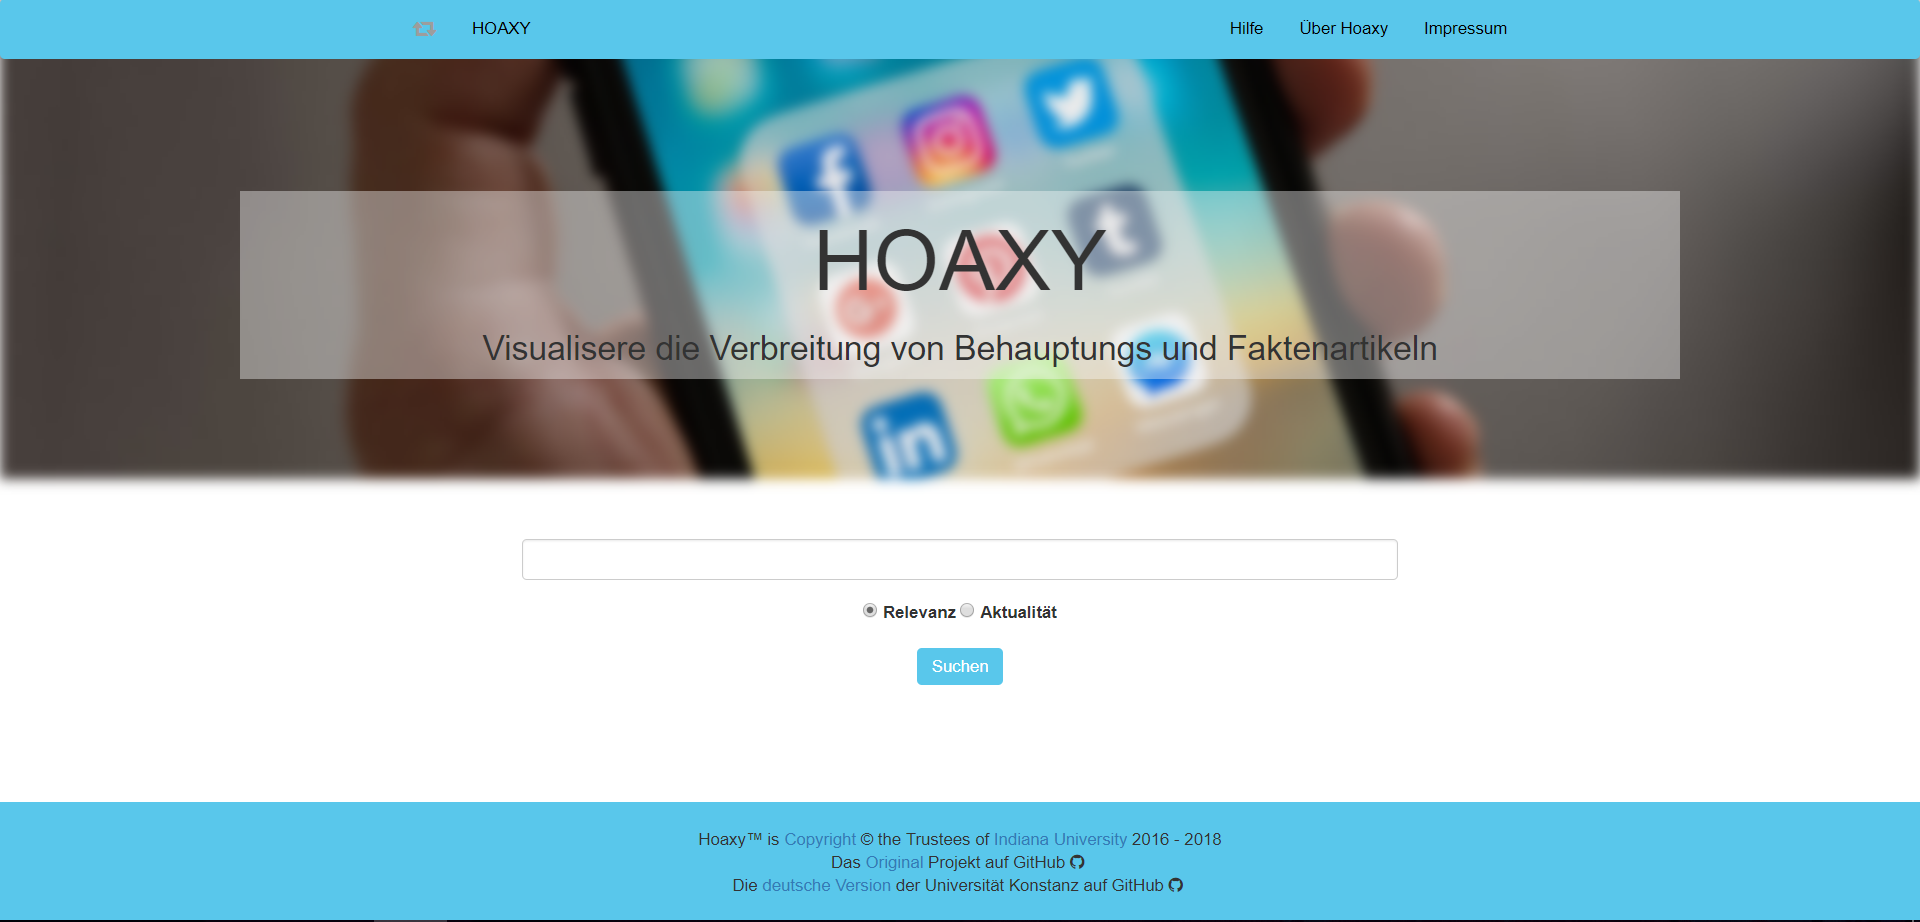 HOAXY Hilfe Über Hoaxy Impressum
HOAXY
Visualisere die Verbreitung von Behauptungs und Faktenartikeln
Relevanz Aktualität
Suchen
Hoaxy™ is Copyright © the Trustees of Indiana University 2016 - 2018
Das Original Projekt auf GitHub
Die deutsche Version der Universität Konstanz auf GitHub